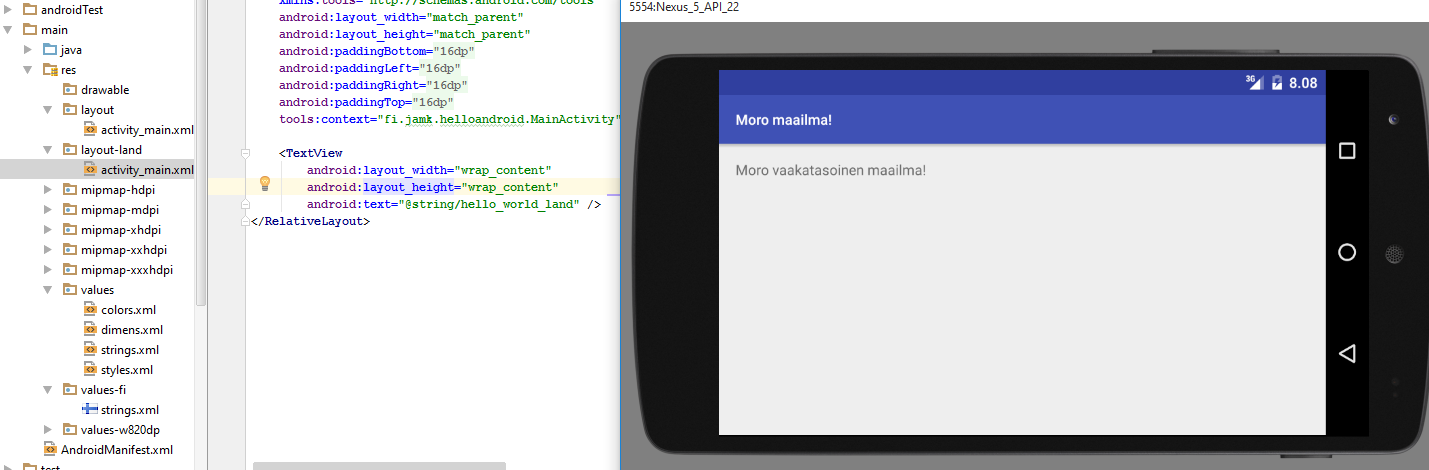 androidTest
main
java
res
drawable
layout
activity_main.xml
layout-land
activity_main.xml
mipmap-hdpi
mipmap-mdpi
mipmap-xhdpi
mipmap-xxhdpi
mipmap-xxxhdpi
values
colors.xml
dimens.xml
strings.xml
styles.xml
values-fi
strings.xml
values-w820dp
AndroidManifest.xml
test
xmlns:tools="http://schemas.android.com/tools"
android:layout_width="match_parent"
android:layout_height="match_parent"
android:paddingBottom="16dp"
android:paddingLeft="16dp"
android:paddingRight="16dp"
android:paddingTop="16dp"
tools:context="fi.jamk.helloandroid.MainActivity"
<TextView
android:layout_width="wrap_content"
android:layout_height="wrap_content"
android:text="@string/hello_world_land" />
</RelativeLayout>
5554:Nexus_5_API_22
3G 8.08
Moro maailma!
Moro vaakatasoinen maailma!